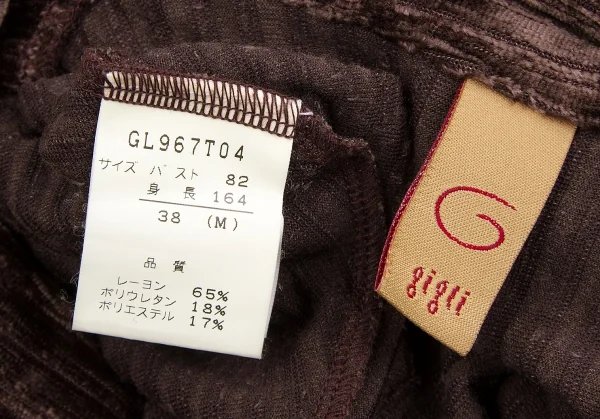 GL967T04
サイズ バスト 82
身 長 164
38 (M)
品 質
レーヨン 65%
ポリウレタン 18%
ポリエステル 17%
G
gigli